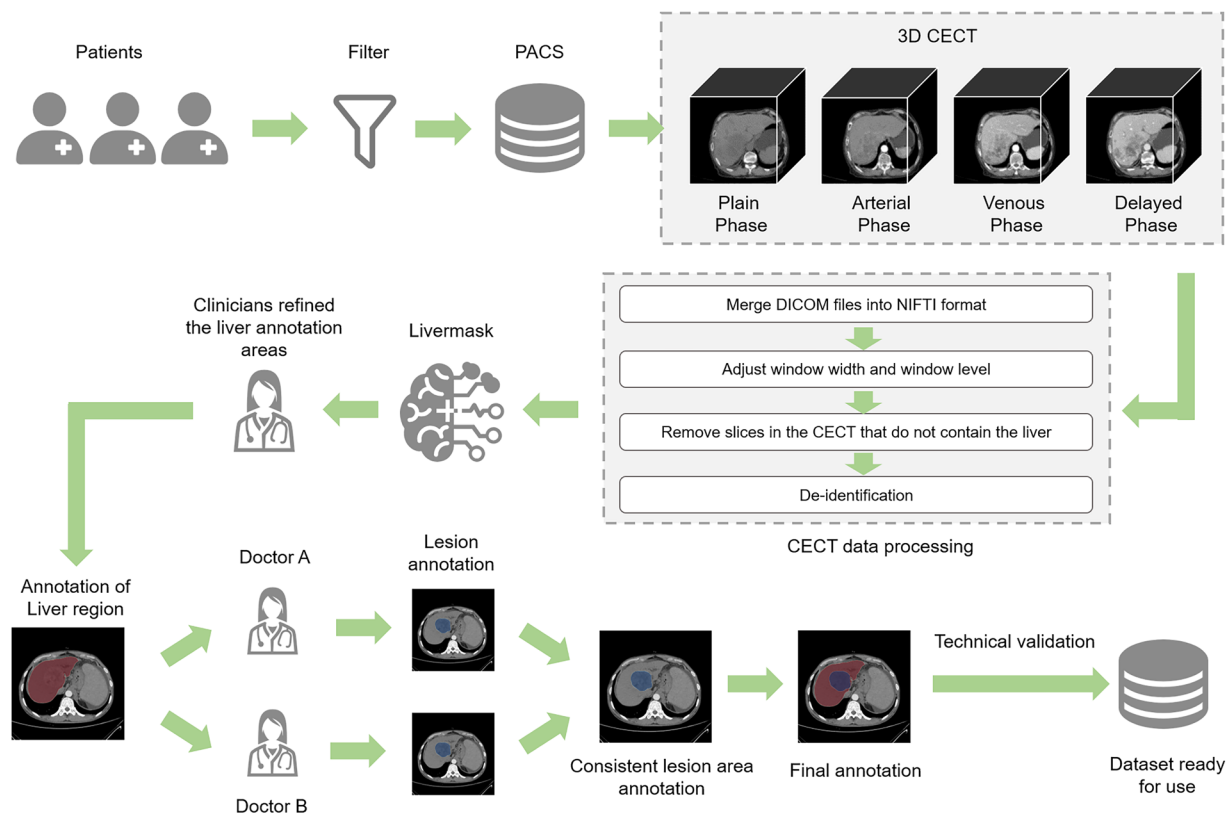 Patients
Filter
PACS
3D CECT
Plain
Phase
Arterial
Phase
Venous
Phase
Delayed
Phase
Merge DICOM files into NIFTI format
Adjust window width and window level
Remove slices in the CECT that do not contain the liver
De-identification
CECT data processing
Livermask
Clinicians refined
the liver annotation
areas
Annotation of
Liver region
Doctor A
Doctor B
Lesion
annotation
Consistent lesion area
annotation
Final annotation
Technical validation
Dataset ready
for use